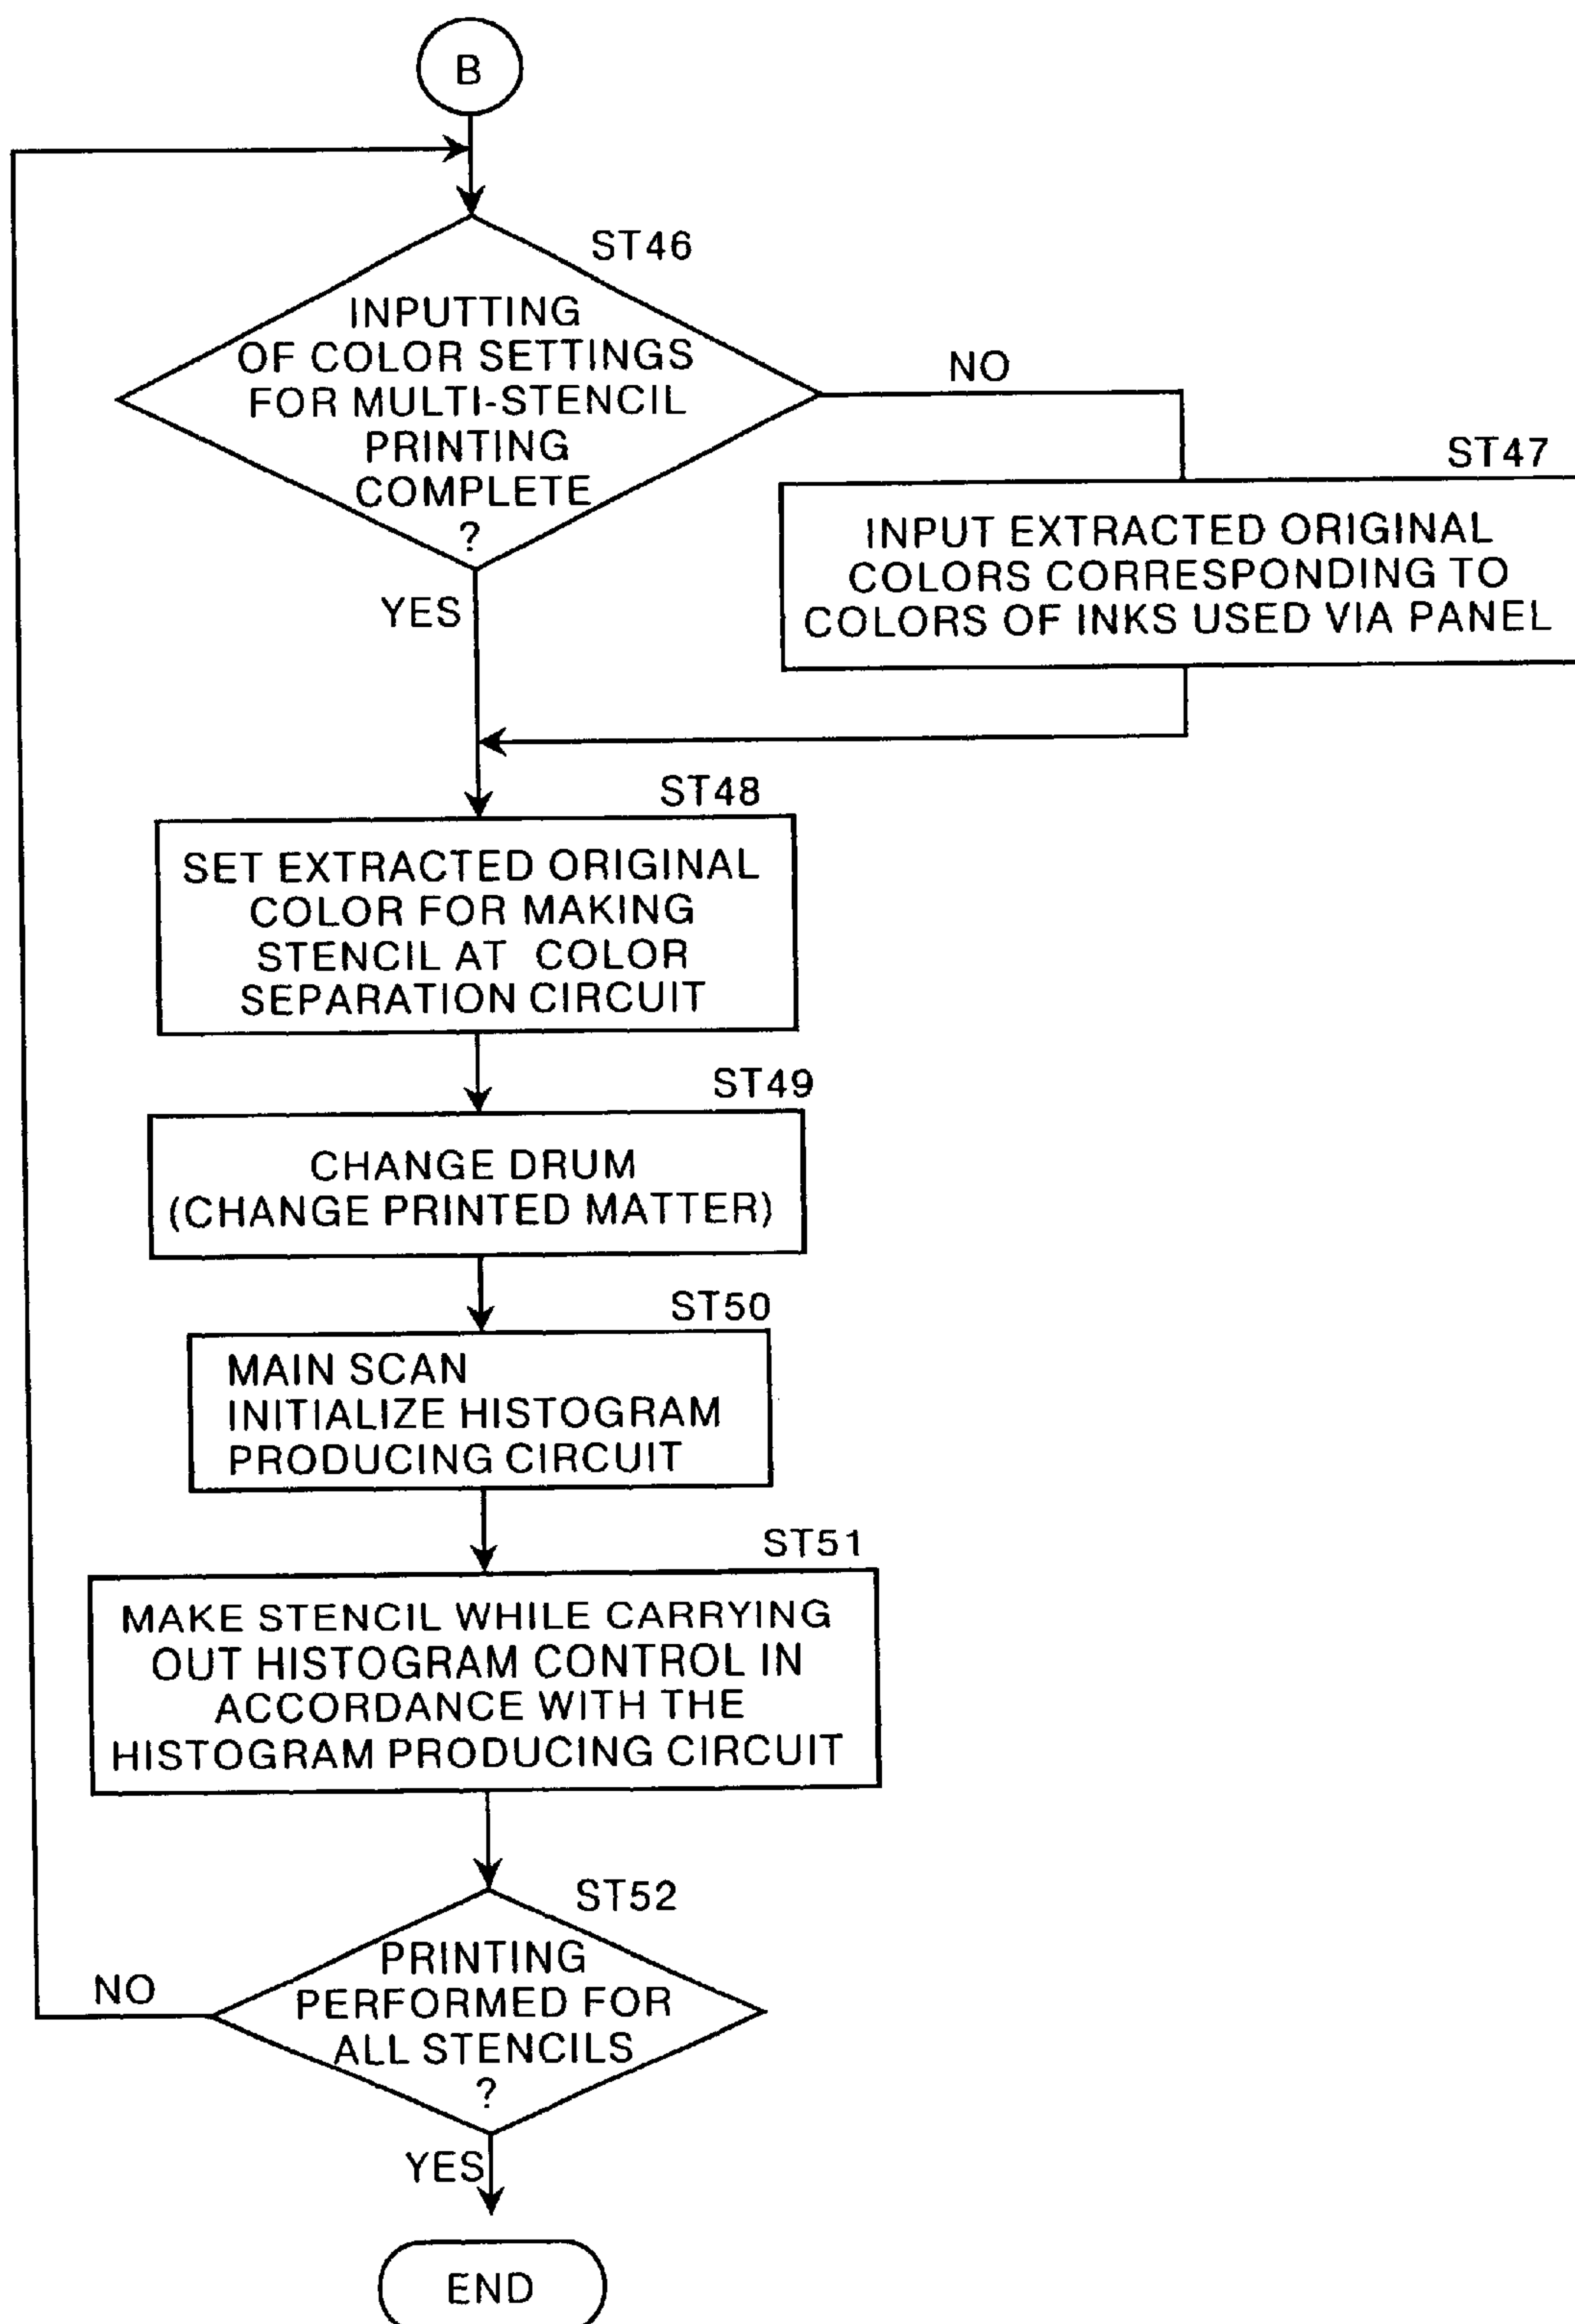 B
ST46
INPUTTING
OF COLOR SETTINGS
FOR MULTI-STENCIL
PRINTING
COMPLETE
?
NO
YES
ST47
INPUT EXTRACTED ORIGINAL
COLORS CORRESPONDING TO
COLORS OF INKS USED VIA PANEL
ST48
SET EXTRACTED ORIGINAL
COLOR FOR MAKING
STENCIL AT COLOR
SEPARATION CIRCUIT
ST49
CHANGE DRUM
(CHANGE PRINTED MATTER)
ST50
MAIN SCAN
INITIALIZE HISTOGRAM
PRODUCING CIRCUIT
ST51
MAKE STENCIL WHILE CARRYING
OUT HISTOGRAM CONTROL IN
ACCORDANCE WITH THE
HISTOGRAM PRODUCING CIRCUIT
ST52
PRINTING
PERFORMED FOR
ALL STENCILS
?
NO
YES
END